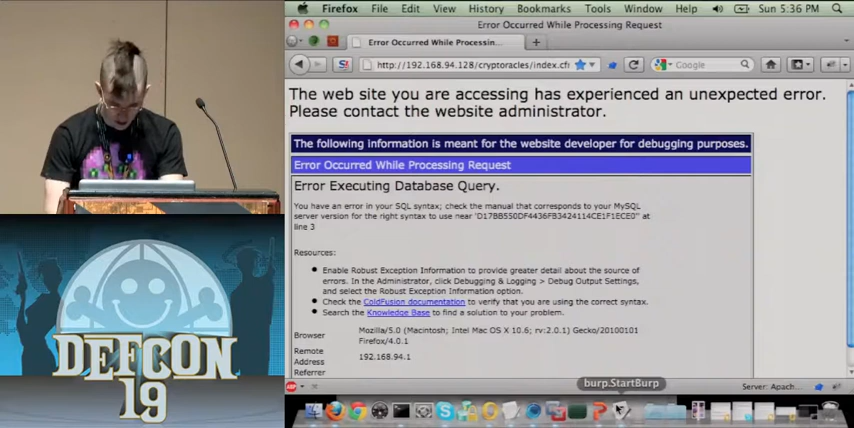 Firefox File Edit View History Bookmarks Tools Window Help Sun 5:36 PM
Error Occurred While Processing Request
Error Occurred While Processin...
http://192.168.94.128/cryptoracles/index.cfm
Google
The web site you are accessing has experienced an unexpected error.
Please contact the website administrator.
The following information is meant for the website developer for debugging purposes.
Error Occurred While Processing Request
Error Executing Database Query.
You have an error in your SQL syntax; check the manual that corresponds to your MySQL
server version for the right syntax to use near 'D17BB550DF4436FB3424114CE1F1ECE0'' at
line 3
Resources:
Enable Robust Exception Information to provide greater detail about the source of
errors. In the Administrator, click Debugging & Logging > Debug Output Settings,
and select the Robust Exception Information option.
Check the ColdFusion documentation to verify that you are using the correct syntax.
Search the Knowledge Base to find a solution to your problem.
Browser Mozilla/5.0 (Macintosh; Intel Mac OS X 10.6; rv:2.0.1) Gecko/20100101
Firefox/4.0.1
Remote
Address 192.168.94.1
Referrer
burp.StartBurp
Server: Apach...
ABP
DEFCON
19